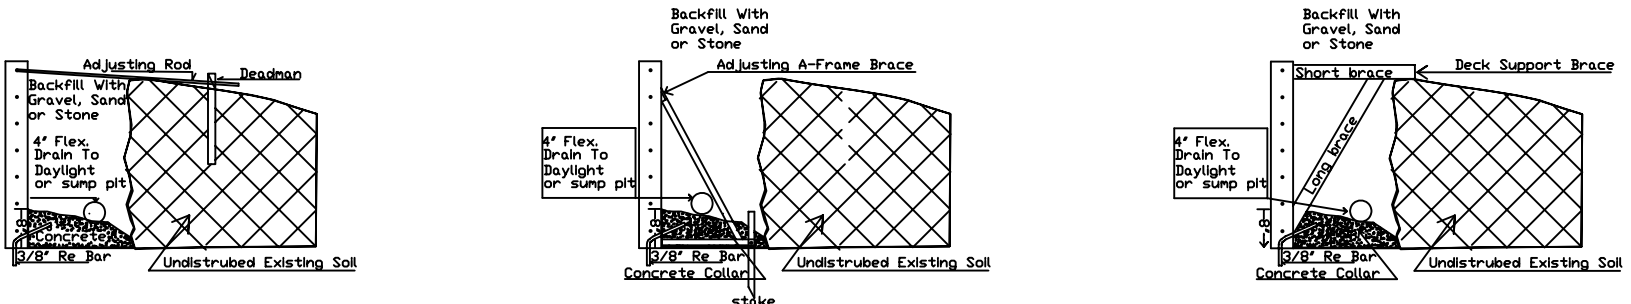 Adjusting Rod
Deadman
Backfill With
Gravel, Sand
or Stone
4" Flex.
Drain To
Daylight
or sump pit
8"
Concrete
3/8" Re Bar
Undistrubed Existing Soil
Backfill With
Gravel, Sand
or Stone
Adjusting A-Frame Brace
4" Flex.
Drain To
Daylight
or sump pit
8"
3/8" Re Bar
Concrete Collar
Undistrubed Existing Soil
stake
Backfill With
Gravel, Sand
or Stone
Short brace
Deck Support Brace
4" Flex.
Drain To
Daylight
or sump pit
Long brace
8"
3/8" Re Bar
Concrete Collar
Undistrubed Existing Soil